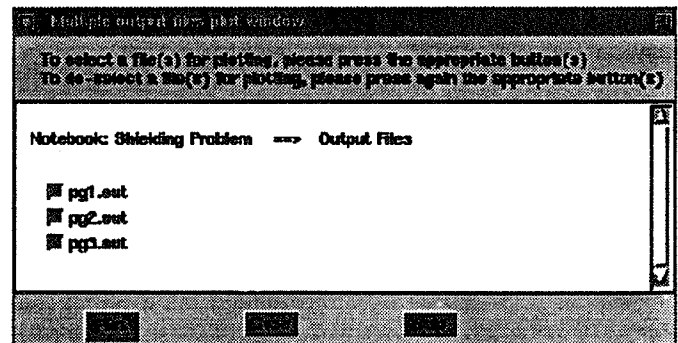 Multiple output files plot window
To select a file(s) for plotting, please press the appropriate button(s)
To de-select a file(s) for plotting, please press again the appropriate button(s)
Notebook: Shielding Problem ==> Output Files
pg1.out
pg2.out
pg3.out